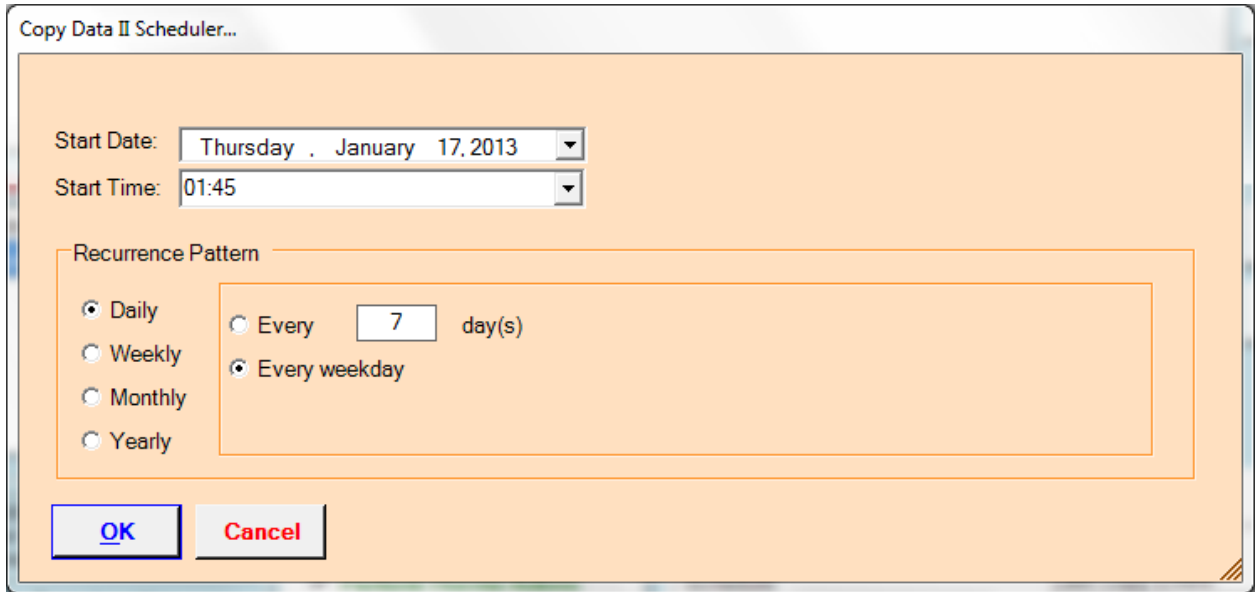 Copy Data II Scheduler...
Start Date: Thursday , January 17, 2013
Start Time: 01:45
Recurrence Pattern
Daily
Weekly
Monthly
Yearly
Every 7 day(s)
Every weekday
OK Cancel